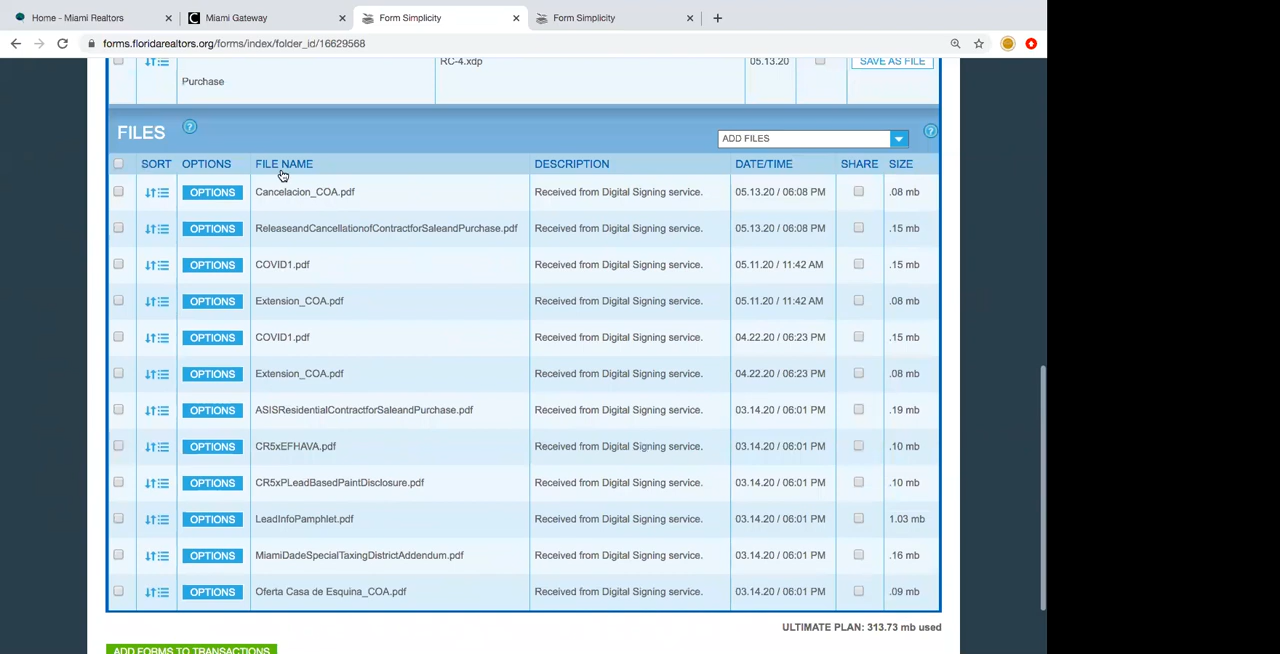 Home - Miami Realtors
Miami Gateway
Form Simplicity
Form Simplicity
forms.floridarealtors.org/forms/index/folder_id/16629568
RC-4.xdp 05.13.20 SAVE AS FILE
Purchase
FILES ? ADD FILES ?
SORT OPTIONS FILE NAME DESCRIPTION DATE/TIME SHARE SIZE
OPTIONS Cancelacion_COA.pdf Received from Digital Signing service. 05.13.20 / 06:08 PM .08 mb
OPTIONS ReleaseandCancellationofContractforSaleandPurchase.pdf Received from Digital Signing service. 05.13.20 / 06:08 PM .15 mb
OPTIONS COVID1.pdf Received from Digital Signing service. 05.11.20 / 11:42 AM .15 mb
OPTIONS Extension_COA.pdf Received from Digital Signing service. 05.11.20 / 11:42 AM .08 mb
OPTIONS COVID1.pdf Received from Digital Signing service. 04.22.20 / 06:23 PM .15 mb
OPTIONS Extension_COA.pdf Received from Digital Signing service. 04.22.20 / 06:23 PM .08 mb
OPTIONS ASISResidentialContractforSaleandPurchase.pdf Received from Digital Signing service. 03.14.20 / 06:01 PM .19 mb
OPTIONS CR5xEFHAVA.pdf Received from Digital Signing service. 03.14.20 / 06:01 PM .10 mb
OPTIONS CR5xPLeadBasedPaintDisclosure.pdf Received from Digital Signing service. 03.14.20 / 06:01 PM .10 mb
OPTIONS LeadInfoPamphlet.pdf Received from Digital Signing service. 03.14.20 / 06:01 PM 1.03 mb
OPTIONS MiamiDadeSpecialTaxingDistrictAddendum.pdf Received from Digital Signing service. 03.14.20 / 06:01 PM .16 mb
OPTIONS Oferta Casa de Esquina_COA.pdf Received from Digital Signing service. 03.14.20 / 06:01 PM .09 mb
ULTIMATE PLAN: 313.73 mb used
ADD FORMS TO TRANSACTIONS